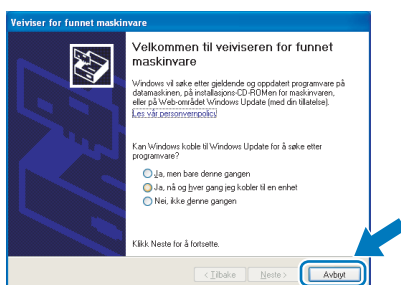 Veiviser for funnet maskinvare
Velkommen til veiviseren for funnet
maskinvare
Windows vil søke etter gjeldende og oppdatert programvare på
datamaskinen, på installasjons-CD-ROMen for maskinvaren,
eller på Web-området Windows Update (med din tillatelse).
Les vår personvernpolicy
Kan Windows koble til Windows Update for å søke etter
programvare?
Ja, men bare denne gangen
Ja, nå og hver gang jeg kobler til en enhet
Nei, ikke denne gangen
Klikk Neste for å fortsette.
< Tilbake Neste > Avbryt